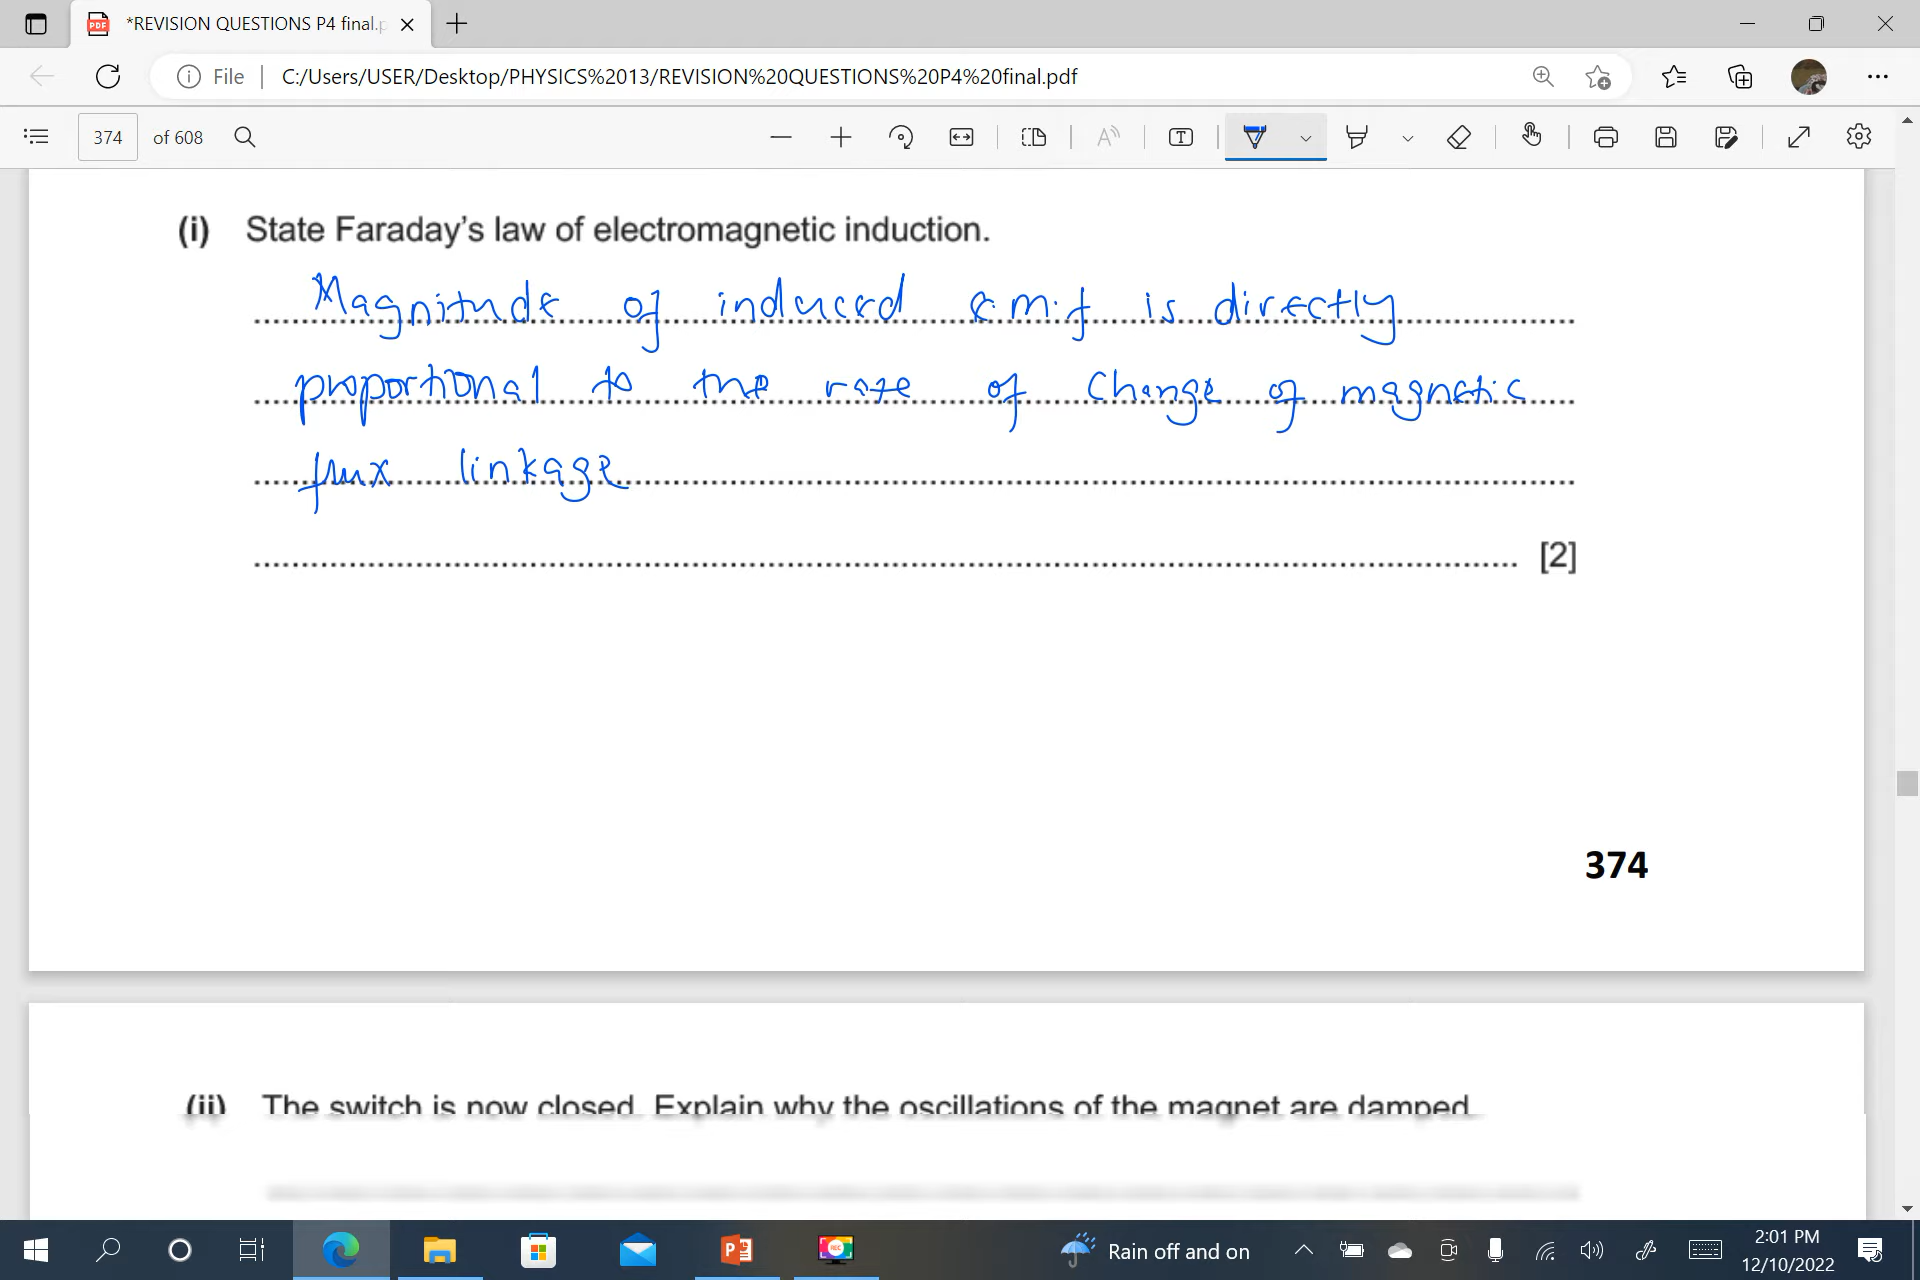 *REVISION QUESTIONS P4 final.p
File
C:/Users/USER/Desktop/PHYSICS%2013/REVISION%20QUESTIONS%20P4%20final.pdf
374 of 608
(i) State Faraday's law of electromagnetic induction.
Magnitude of induced e m.f is directly
proportional to the rate of change of magnetic
flux linkage
[2]
374
(ii) The switch is now closed. Explain why the oscillations of the magnet are damped.
Rain off and on
2:01 PM
12/10/2022